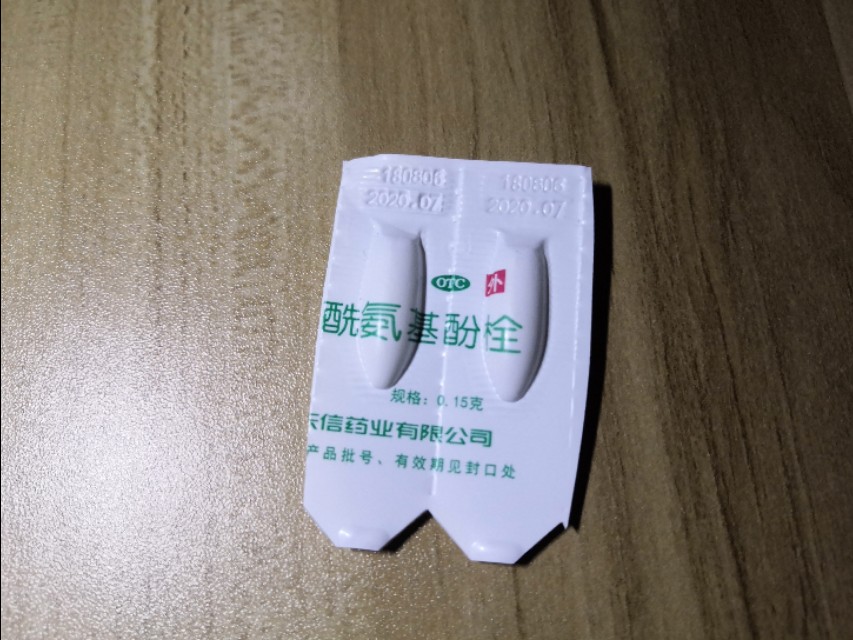 180806 180806
2020.07 2020.07
OTC 外
酰氨基酚栓
规格：0.15克
信药业有限公司
产品批号、有效期见封口处